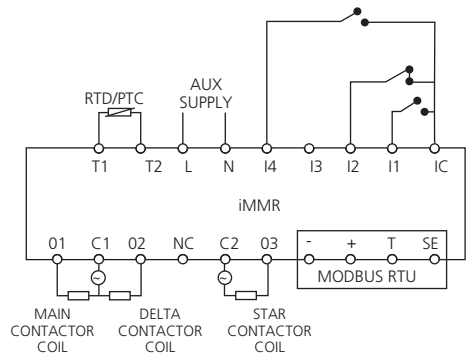 RTD/PTC
AUX
SUPPLY
T1 T2 L N I4 I3 I2 I1 IC
iMMR
01 C1 02 NC C2 03 - + T SE
~ ~
MODBUS RTU
MAIN
CONTACTOR
COIL
DELTA
CONTACTOR
COIL
STAR
CONTACTOR
COIL